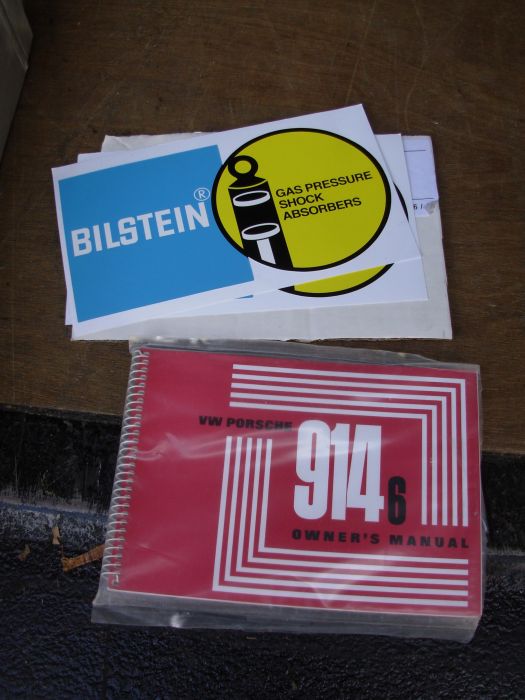 BILSTEIN®
GAS PRESSURE
SHOCK
ABSORBERS
VW PORSCHE
914 6
OWNER'S MANUAL